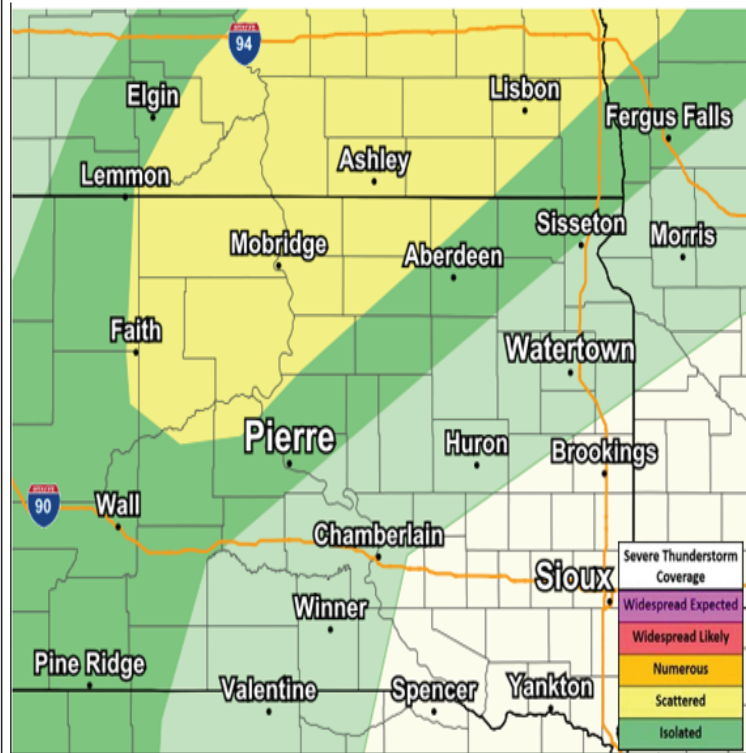 94
Elgin
Lisbon
Fergus Falls
Ashley
Lemmon
Sisseton
Morris
Mobridge
Aberdeen
Faith
Watertown
Pierre
Huron
Brookings
90
Wall
Chamberlain
Sioux
Winner
Pine Ridge
Valentine
Spencer
Yankton
Severe Thunderstorm
Coverage
Widespread Expected
Widespread Likely
Numerous
Scattered
Isolated